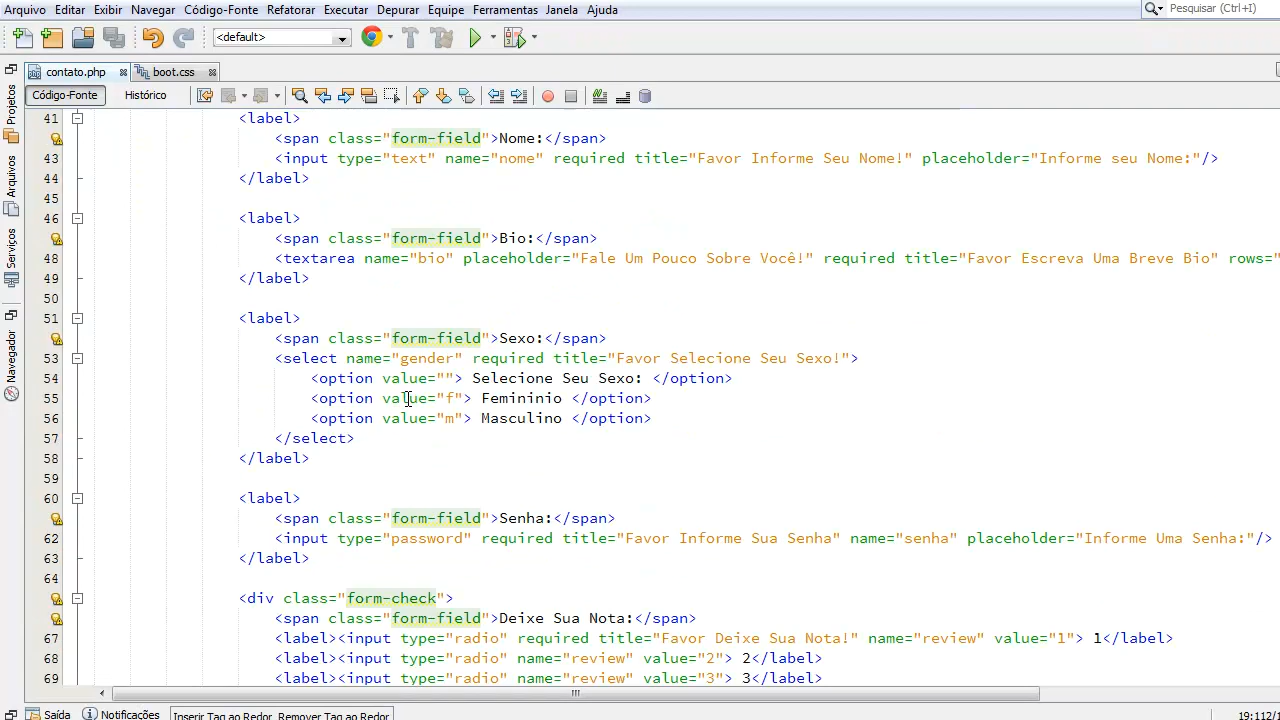 Arquivo Editar Exibir Navegar Código-Fonte Refatorar Executar Depurar Equipe Ferramentas Janela Ajuda Pesquisar (Ctrl+I)
<default>
contato.php boot.css
Código-Fonte Histórico
Projetos
Arquivos
Serviços
Navegador
41 <label>
<span class="form-field">Nome:</span>
43 <input type="text" name="nome" required title="Favor Informe Seu Nome!" placeholder="Informe seu Nome:"/>
44 </label>
45
46 <label>
<span class="form-field">Bio:</span>
48 <textarea name="bio" placeholder="Fale Um Pouco Sobre Você!" required title="Favor Escreva Uma Breve Bio" rows="
49 </label>
50
51 <label>
<span class="form-field">Sexo:</span>
53 <select name="gender" required title="Favor Selecione Seu Sexo!">
54 <option value=""> Selecione Seu Sexo: </option>
55 <option value="f"> Femininio </option>
56 <option value="m"> Masculino </option>
57 </select>
58 </label>
59
60 <label>
<span class="form-field">Senha:</span>
62 <input type="password" required title="Favor Informe Sua Senha" name="senha" placeholder="Informe Uma Senha:"/>
63 </label>
64
<div class="form-check">
<span class="form-field">Deixe Sua Nota:</span>
67 <label><input type="radio" required title="Favor Deixe Sua Nota!" name="review" value="1"> 1</label>
68 <label><input type="radio" name="review" value="2"> 2</label>
69 <label><input type="radio" name="review" value="3"> 3</label>
Saída Notificações Inserir Tag ao Redor, Remover Tag ao Redor 19:112/1